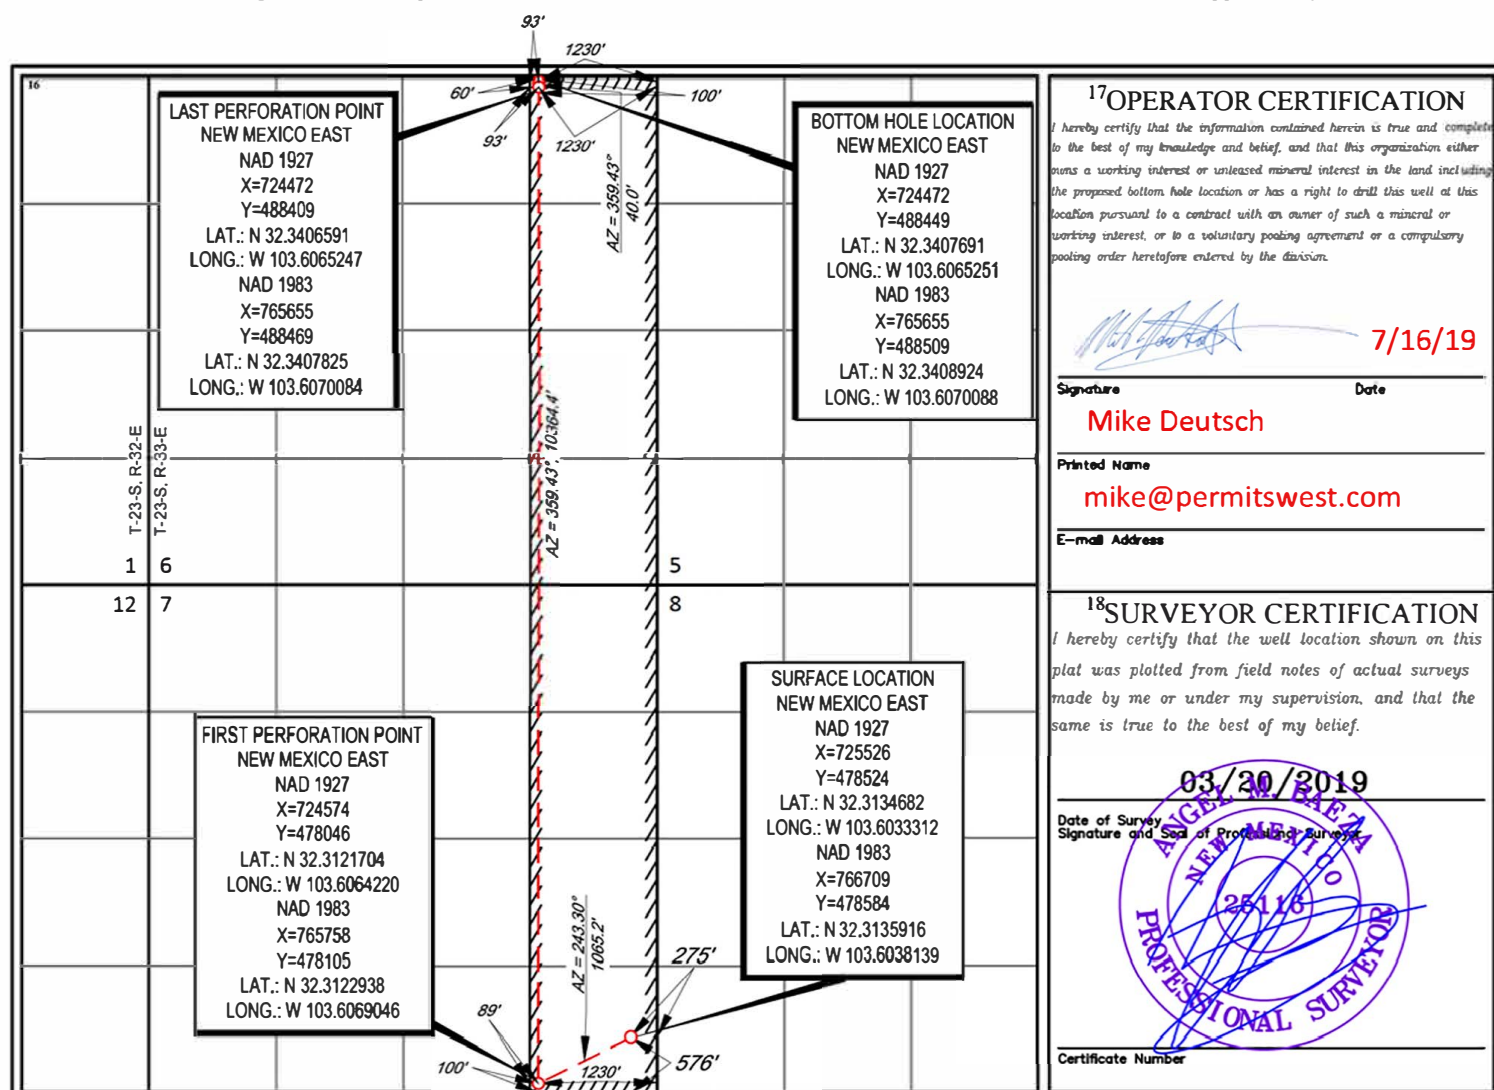 93'
1230'
16
60'
100'
93'
1230'
LAST PERFORATION POINT
NEW MEXICO EAST
NAD 1927
X=724472
Y=488409
LAT.: N 32.3406591
LONG.: W 103.6065247
NAD 1983
X=765655
Y=488469
LAT.: N 32.3407825
LONG.: W 103.6070084
BOTTOM HOLE LOCATION
NEW MEXICO EAST
NAD 1927
X=724472
Y=488449
LAT.: N 32.3407691
LONG.: W 103.6065251
NAD 1983
X=765655
Y=488509
LAT.: N 32.3408924
LONG.: W 103.6070088
AZ = 359.43°
40.0'
T-23-S, R-32-E
T-23-S, R-33-E
AZ = 359.43°, 10364.4'
1 6
5
12 7
8
FIRST PERFORATION POINT
NEW MEXICO EAST
NAD 1927
X=724574
Y=478046
LAT.: N 32.3121704
LONG.: W 103.6064220
NAD 1983
X=765758
Y=478105
LAT.: N 32.3122938
LONG.: W 103.6069046
SURFACE LOCATION
NEW MEXICO EAST
NAD 1927
X=725526
Y=478524
LAT.: N 32.3134682
LONG.: W 103.6033312
NAD 1983
X=766709
Y=478584
LAT.: N 32.3135916
LONG.: W 103.6038139
AZ = 243.30°
1065.2'
275'
89'
576'
100'
1230'
17OPERATOR CERTIFICATION
I hereby certify that the information contained herein is true and complete
to the best of my knowledge and belief, and that this organization either
owns a working interest or unleased mineral interest in the land including
the proposed bottom hole location or has a right to drill this well at this
location pursuant to a contract with an owner of such a mineral or
working interest, or to a voluntary pooling agreement or a compulsory
pooling order heretofore entered by the division.
7/16/19
Signature Date
Mike Deutsch
Printed Name
mike@permitswest.com
E-mail Address
18SURVEYOR CERTIFICATION
I hereby certify that the well location shown on this
plat was plotted from field notes of actual surveys
made by me or under my supervision, and that the
same is true to the best of my belief.
03/20/2019
Date of Survey
Signature and Seal of Professional Surveyor
ANGEL M. BAEZA
NEW MEXICO
25116
PROFESSIONAL SURVEYOR
Certificate Number